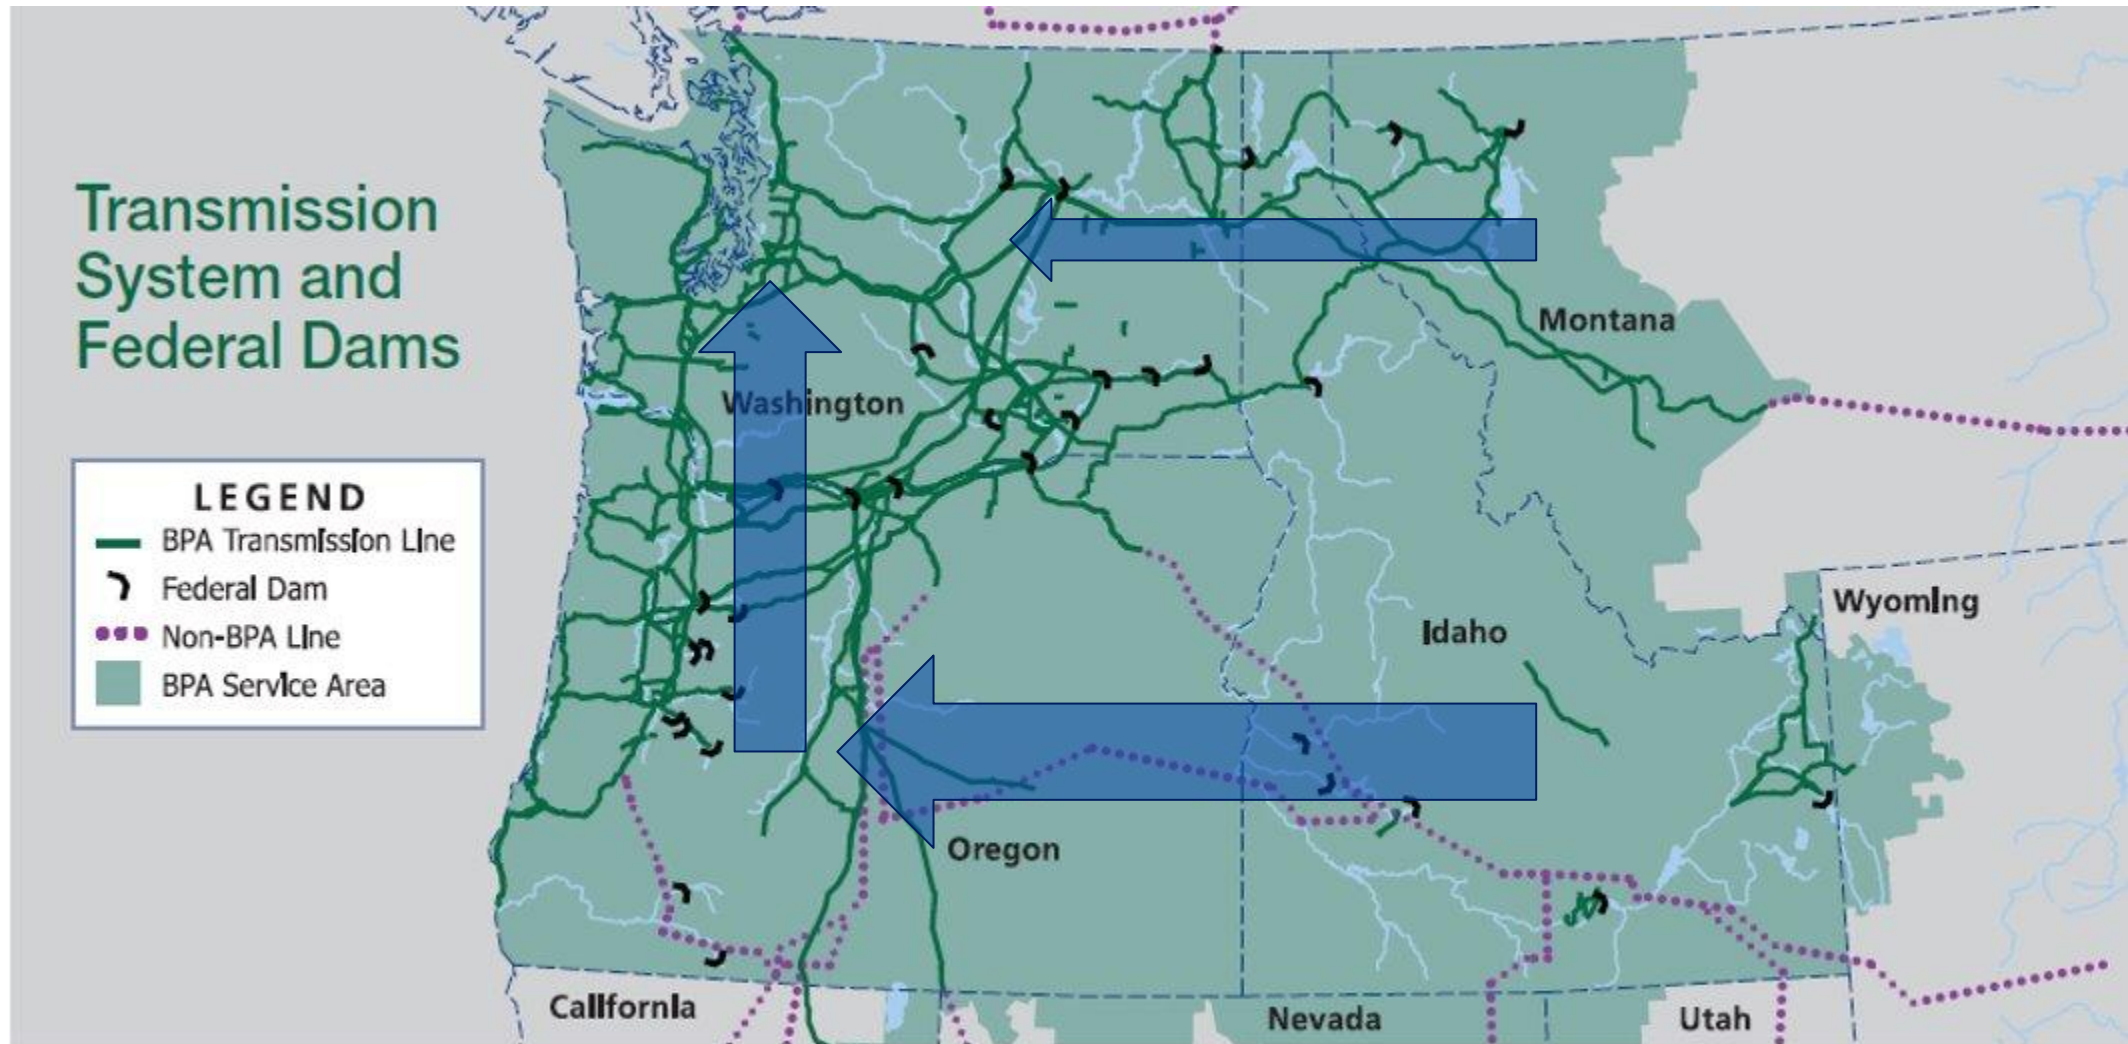 Transmission
System and
Federal Dams
LEGEND
BPA Transmission Line
Federal Dam
Non-BPA Line
BPA Service Area
Montana
Washington
Wyoming
Idaho
Oregon
California
Nevada
Utah